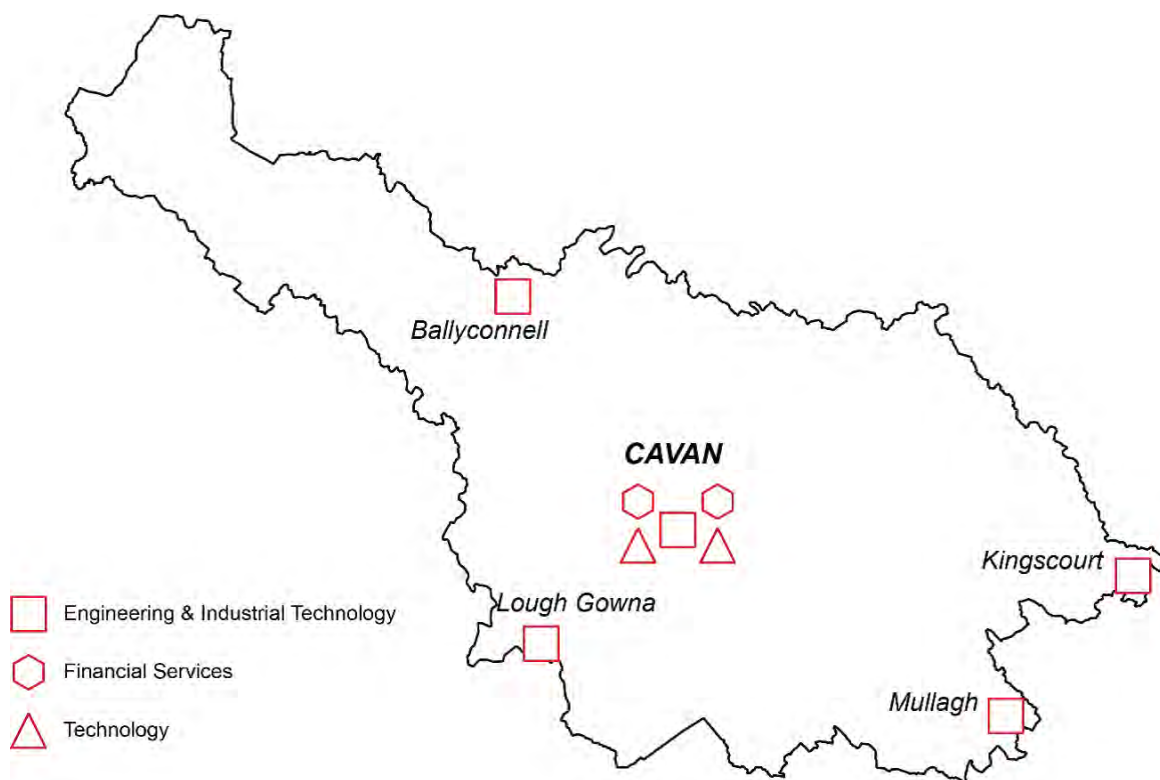 Ballyconnell
CAVAN
Kingscourt
Lough Gowna
Engineering & Industrial Technology
Financial Services
Mullagh
Technology